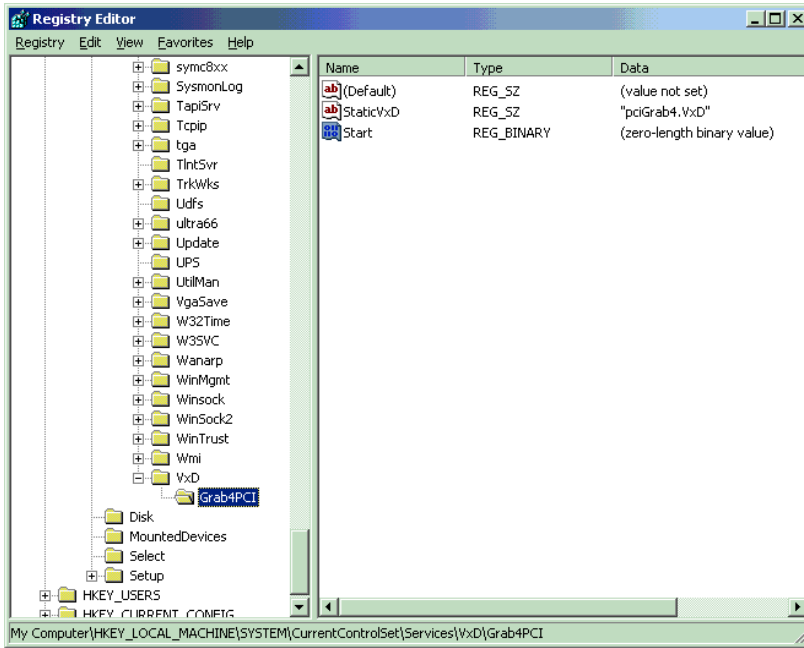 Registry Editor
Registry Edit View Favorites Help
symc8xx
SysmonLog
TapiSrv
Tcpip
tga
TlntSvr
TrkWks
Udfs
ultra66
Update
UPS
UtilMan
VgaSave
W32Time
W3SVC
Wanarp
WinMgmt
Winsock
WinSock2
WinTrust
Wmi
VxD
Grab4PCI
Disk
MountedDevices
Select
Setup
HKEY_USERS
HKEY_CURRENT_CONFIG
Name Type Data
(Default) REG_SZ (value not set)
StaticVxD REG_SZ "pciGrab4.VxD"
Start REG_BINARY (zero-length binary value)
My Computer\HKEY_LOCAL_MACHINE\SYSTEM\CurrentControlSet\Services\VxD\Grab4PCI